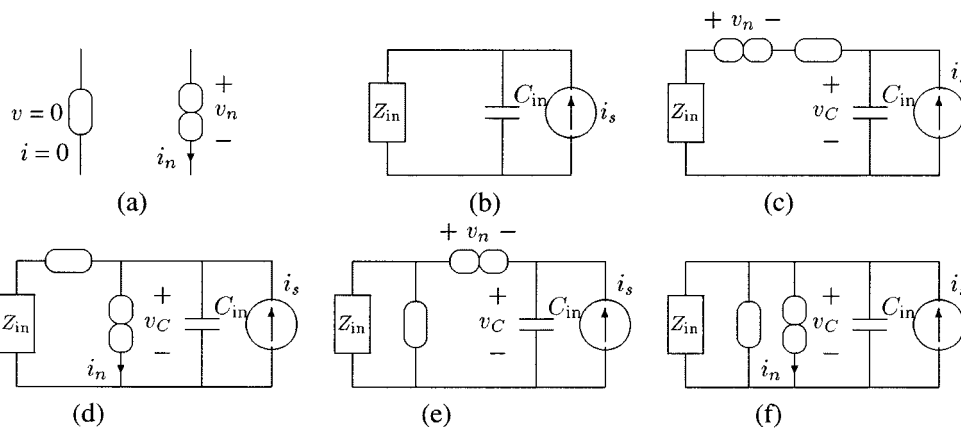 v = 0
i = 0
+
v_n
−
i_n
(a)
Z_in
C_in
i_s
(b)
+ v_n −
Z_in
+
v_C
−
C_in
(c)
Z_in
i_n
+
v_C
−
C_in
i_s
(d)
+ v_n −
Z_in
+
v_C
−
C_in
i_s
(e)
Z_in
i_n
+
v_C
−
C_in
(f)